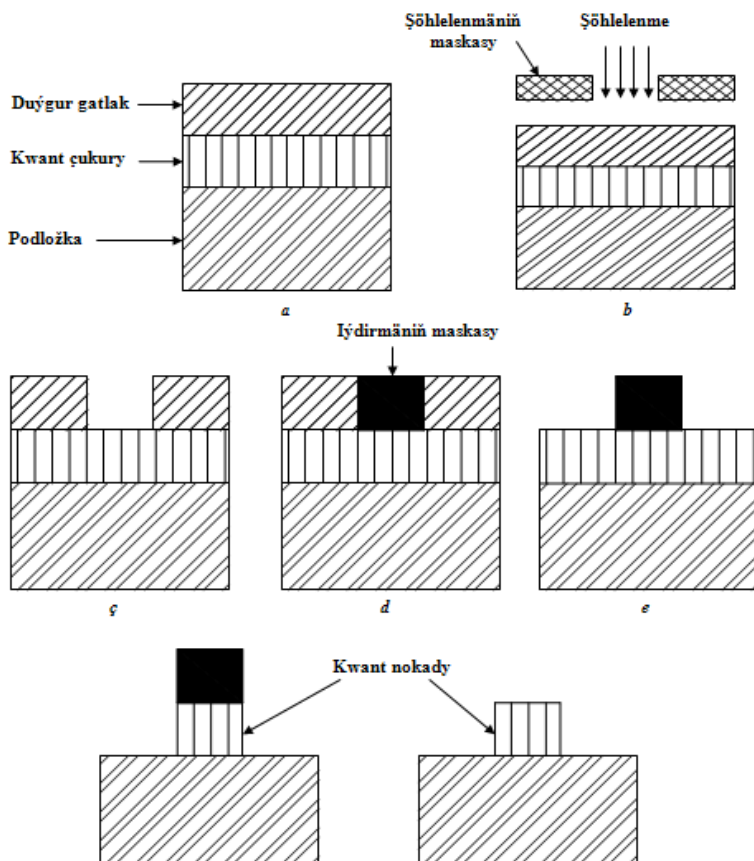 Şöhlelenmäniň
maskasy
Şöhlelenme
Duýgur gatlak
Kwant çukury
Podložka
a
b
Iýdirmäniň maskasy
ç
d
e
Kwant nokady